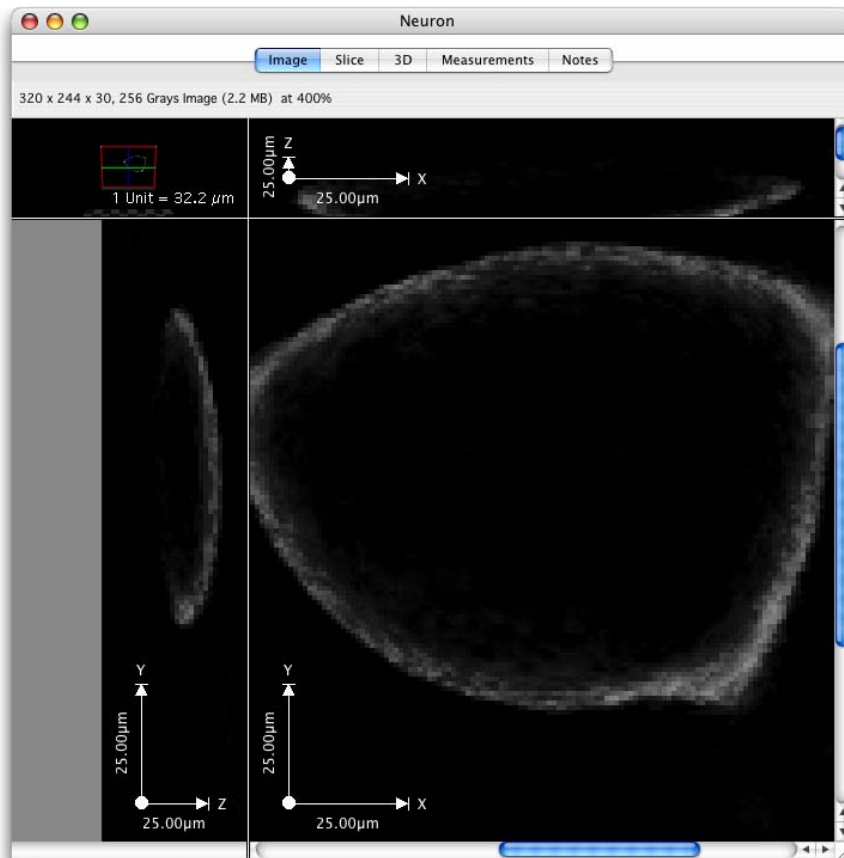 Neuron
Image Slice 3D Measurements Notes
320 x 244 x 30, 256 Grays Image (2.2 MB) at 400%
1 Unit = 32.2 µm
Z
25.00µm
X
25.00µm
Y
25.00µm
Z
25.00µm
Y
25.00µm
X
25.00µm